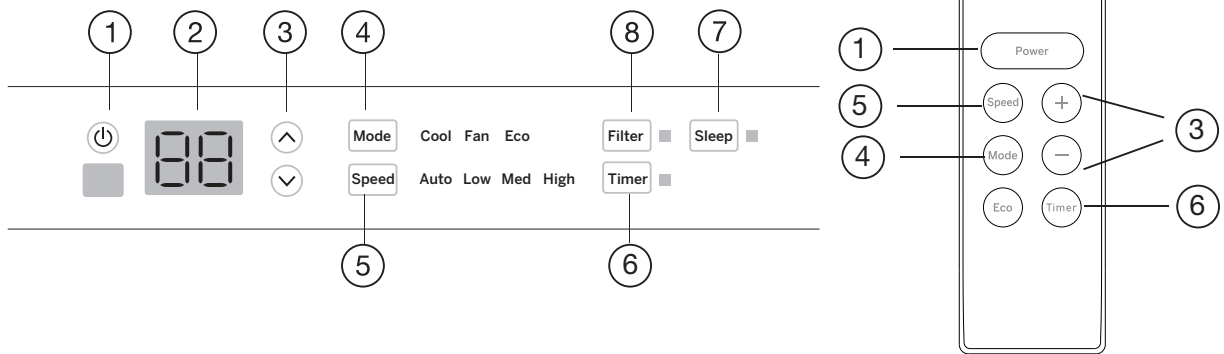 1 2 3 4 8 7
88
Mode Cool Fan Eco Filter Sleep
Speed Auto Low Med High Timer
5 6
1 Power
5 Speed +
3
4 Mode −
Eco Timer 6